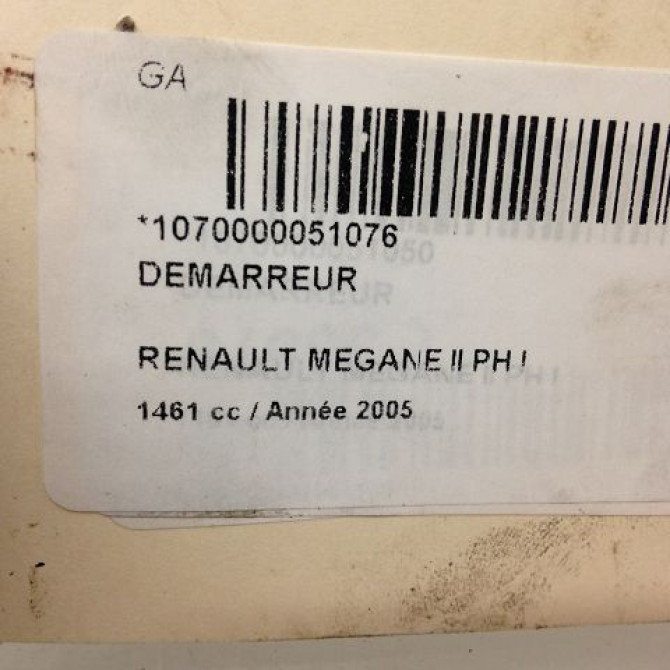 GA
*1070000051076
DEMARREUR
RENAULT MEGANE II PH I
1461 cc / Année 2005